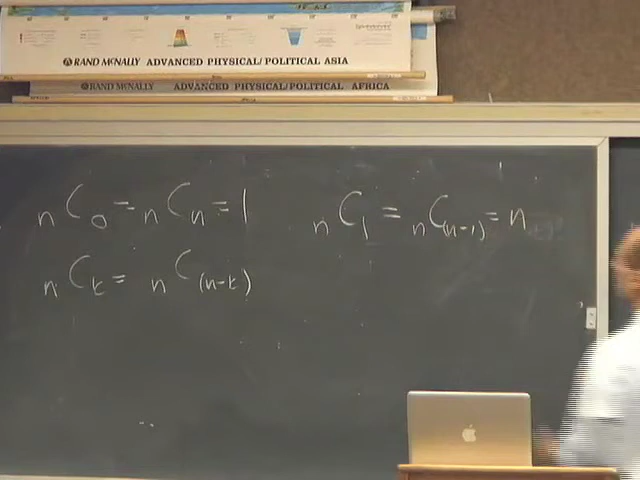 RAND McNALLY ADVANCED PHYSICAL/POLITICAL ASIA
RAND McNALLY ADVANCED PHYSICAL/POLITICAL AFRICA
nC0 = nCn = 1
nC1 = nC(n-1) = n
nCk = nC(n-k)